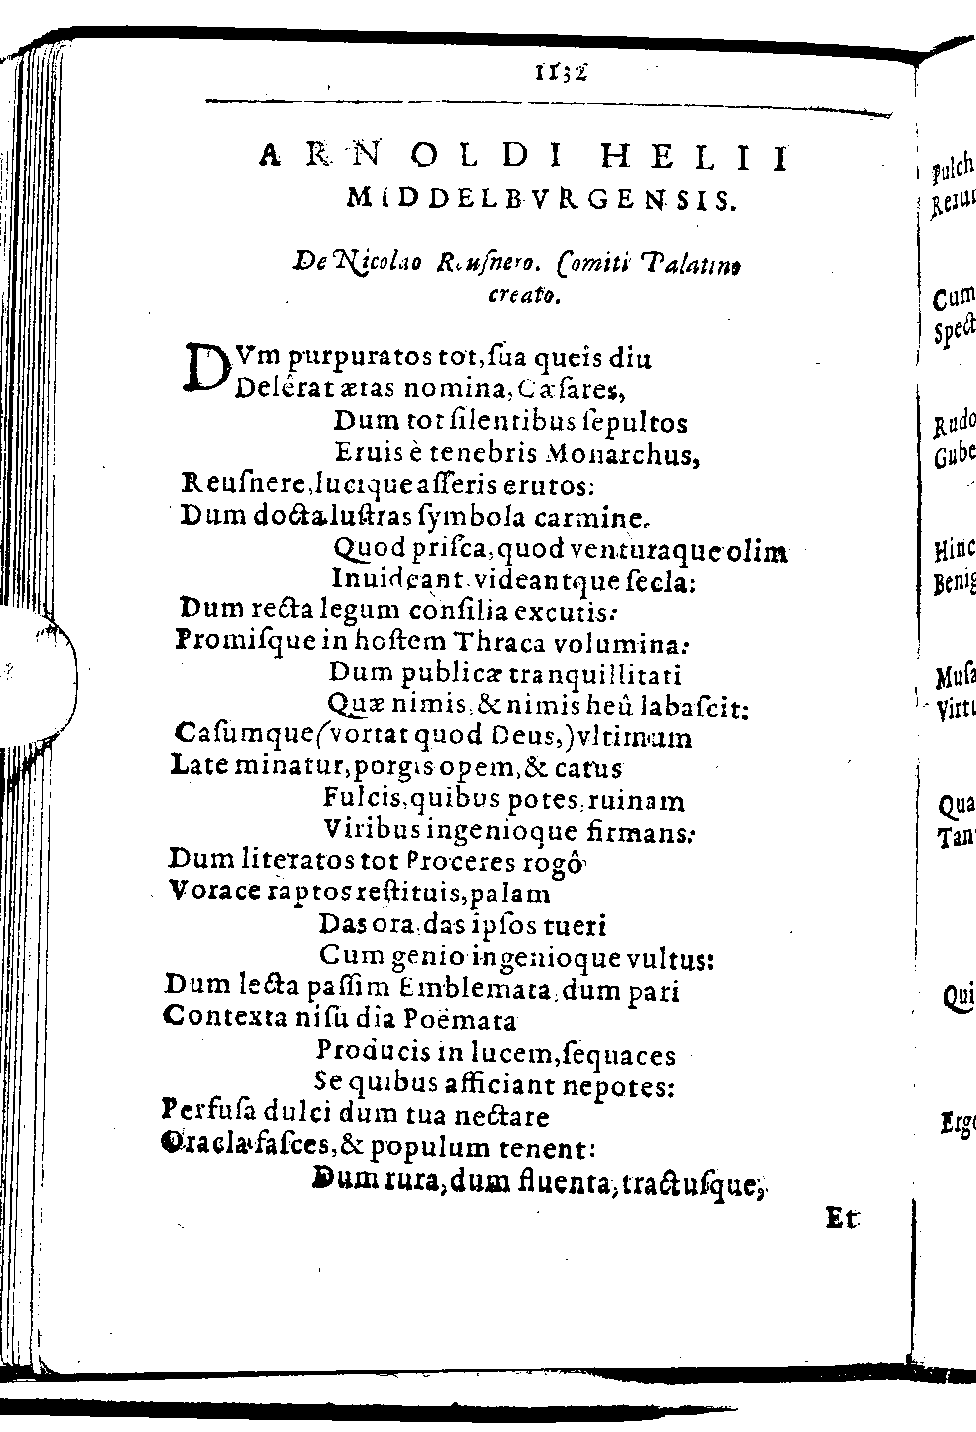 1132
ARNOLDI HELII
MIDDELBVRGENSIS.
De Nicolao Reuſnero. Comiti Palatino
creato.
DVm purpuratos tot, ſua queîs diu
Delêrat ætas nomina, Cæſares,
Dum tot ſilentibus ſepultos
Eruis è tenebris Monarchus,
Reuſnere, lucique aſſeris erutos:
Dum docta luſtras ſymbola carmine.
Quod priſca, quod venturaque olim
Inuideant. videantque ſecla:
Dum recta legum conſilia excutis:
Promiſque in hoſtem Thraca volumina:
Dum publicæ tranquillitati
Quæ nimis, & nimis heû labaſcit:
Caſumque (vortat quod Deus,) vltimum
Late minatur, porgis opem, & catus
Fulcis, quibus potes, ruinam
Viribus ingenioque firmans:
Dum literatos tot Proceres rogô
Vorace raptos reſtituis, palam
Das ora, das ipſos tueri
Cum genio ingenioque vultus:
Dum lecta paſſim Emblemata, dum pari
Contexta niſu dia Poëmata
Producis in lucem, ſequaces
Se quibus afficiant nepotes:
Perfuſa dulci dum tua nectare
Oracla faſces, & populum tenent:
Dum rura, dum fluenta, tractuſque,
Et
Pulch
Cum
Spect
Rudo
Gube
Hinc
Benig
Muſa
Virtu
Qua
Tan
Qui
Erg